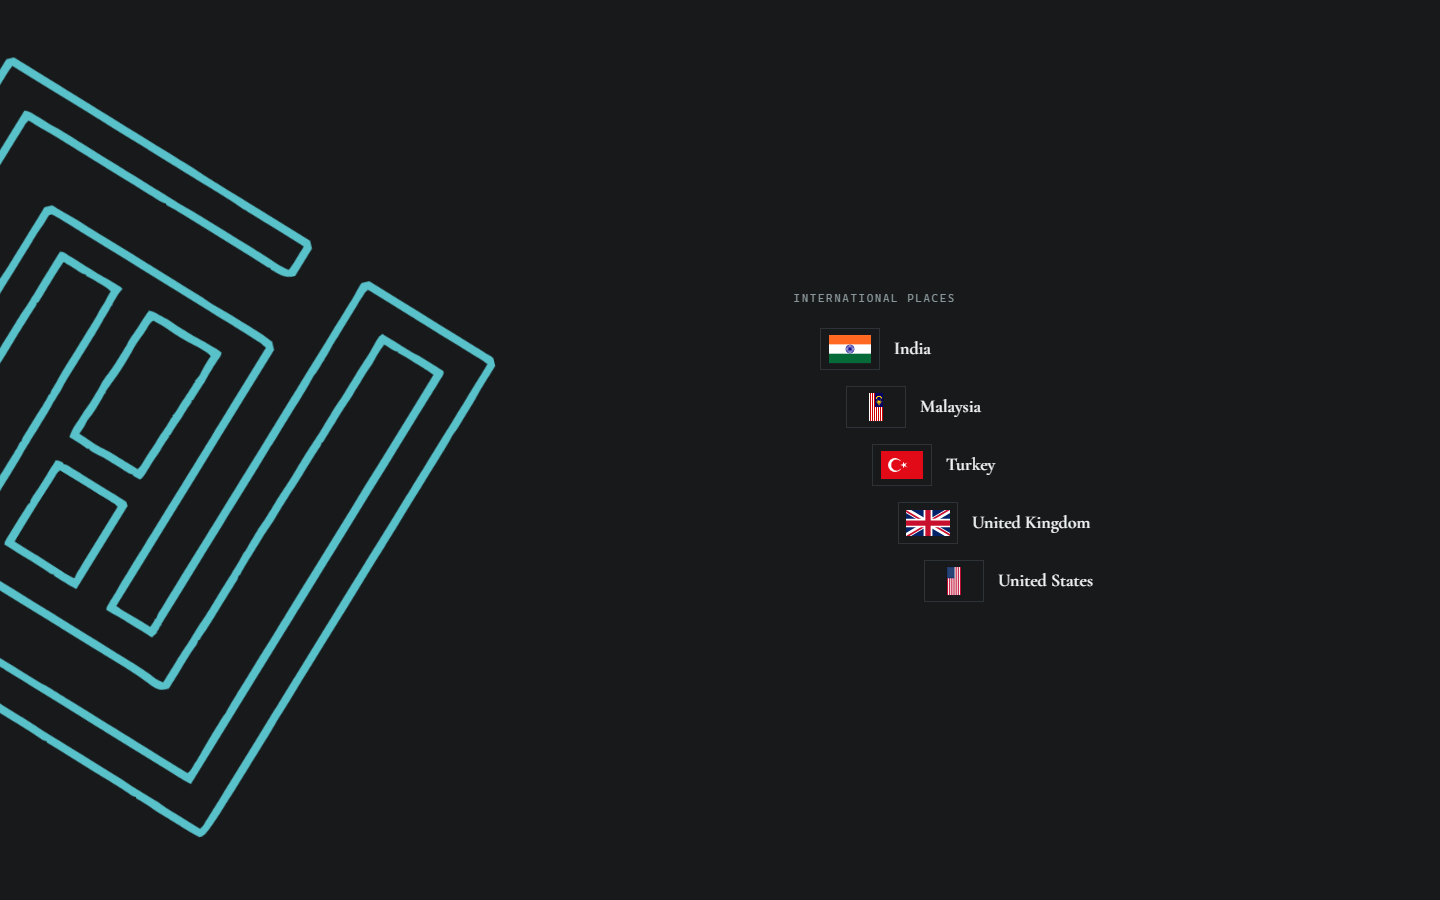 INTERNATIONAL PLACES
India
Malaysia
Turkey
United Kingdom
United States